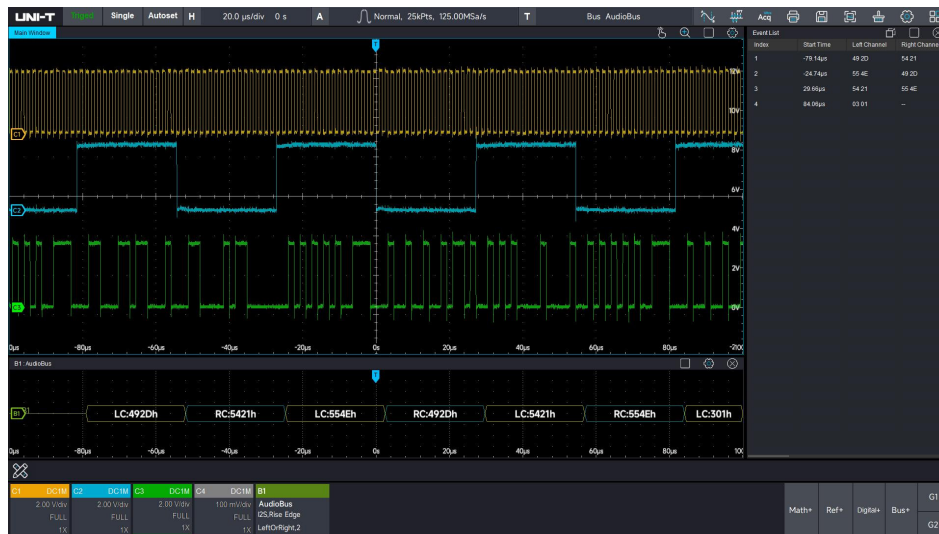 UNI-T Triged Single Autoset H 20.0 μs/div 0 s A Normal, 25kPts, 125.00MSa/s T Bus AudioBus Acq
Main Window
Event List
Index Start Time Left Channel Right Channel
1 -79.14μs 49 2D 54 21
2 -24.74μs 55 4E 49 2D
3 29.66μs 54 21 55 4E
4 84.06μs 03 01 --
T
12V
10V
C1
8V
6V
C2
4V
2V
C3 0V
0μs -80μs -60μs -40μs -20μs 0s 20μs 40μs 60μs 80μs
B1 :AudioBus
T
B1 LC:492Dh RC:5421h LC:554Eh RC:492Dh LC:5421h RC:554Eh LC:301h
0μs -80μs -60μs -40μs -20μs 0s 20μs 40μs 60μs 80μs 100
C1 DC1M C2 DC1M C3 DC1M C4 DC1M B1
2.00 V/div 2.00 V/div 2.00 V/div 100 mV/div AudioBus
FULL FULL FULL FULL I2S,Rise Edge
1X 1X 1X 1X LeftOrRight,2
Math+ Ref+ Digital+ Bus+
G1
G2